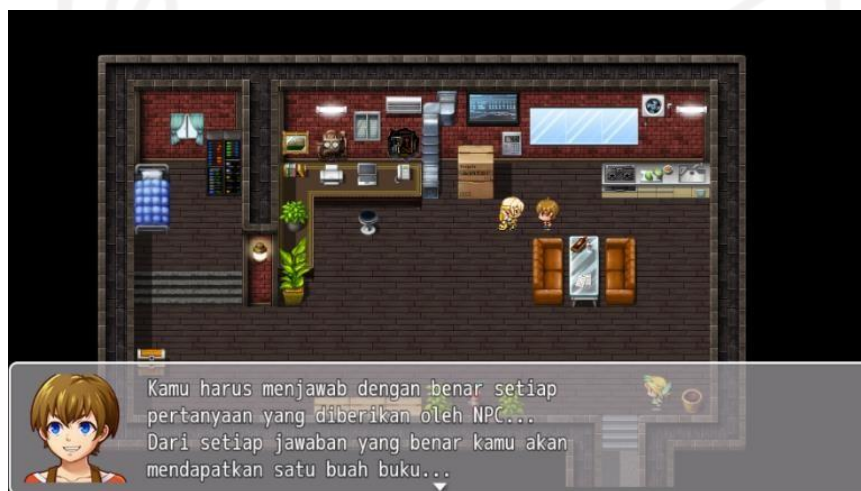 Kamu harus menjawab dengan benar setiap
pertanyaan yang diberikan oleh NPC...
Dari setiap jawaban yang benar kamu akan
mendapatkan satu buah buku...